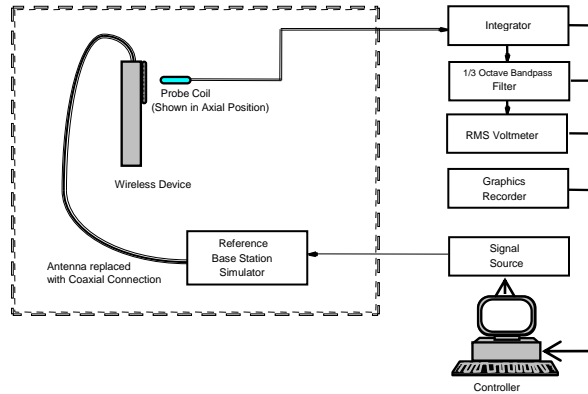 Integrator
1/3 Octave Bandpass
Filter
RMS Voltmeter
Graphics
Recorder
Signal
Source
Controller
Probe Coil
(Shown in Axial Position)
Wireless Device
Reference
Base Station
Simulator
Antenna replaced
with Coaxial Connection